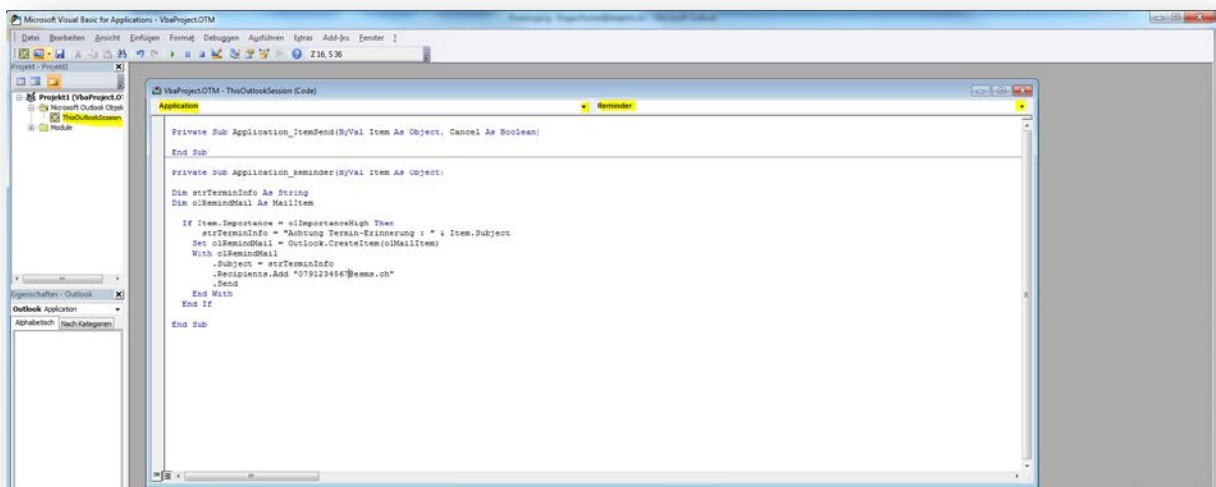 Microsoft Visual Basic for Applications - VbaProject.OTM
Datei Bearbeiten Ansicht Einfügen Format Debuggen Ausführen Extras Add-Ins Fenster ?
Z 16, S 36
Projekt - Projekt1
Projekt1 (VbaProject.O
Microsoft Outlook Objek
ThisOutlookSession
Module
VbaProject.OTM - ThisOutlookSession (Code)
Application Reminder
Private Sub Application_ItemSend(ByVal Item As Object, Cancel As Boolean)
End Sub
Private Sub Application_Reminder(ByVal Item As Object)
Dim strTerminInfo As String
Dim olRemindMail As MailItem
If Item.Importance = olImportanceHigh Then
strTerminInfo = "Achtung Termin-Erinnerung : " & Item.Subject
Set olRemindMail = Outlook.CreateItem(olMailItem)
With olRemindMail
.Subject = strTerminInfo
.Recipients.Add "0791234567@esms.ch"
.Send
End With
End If
End Sub
Eigenschaften - Outlook
Outlook Application
Alphabetisch Nach Kategorien